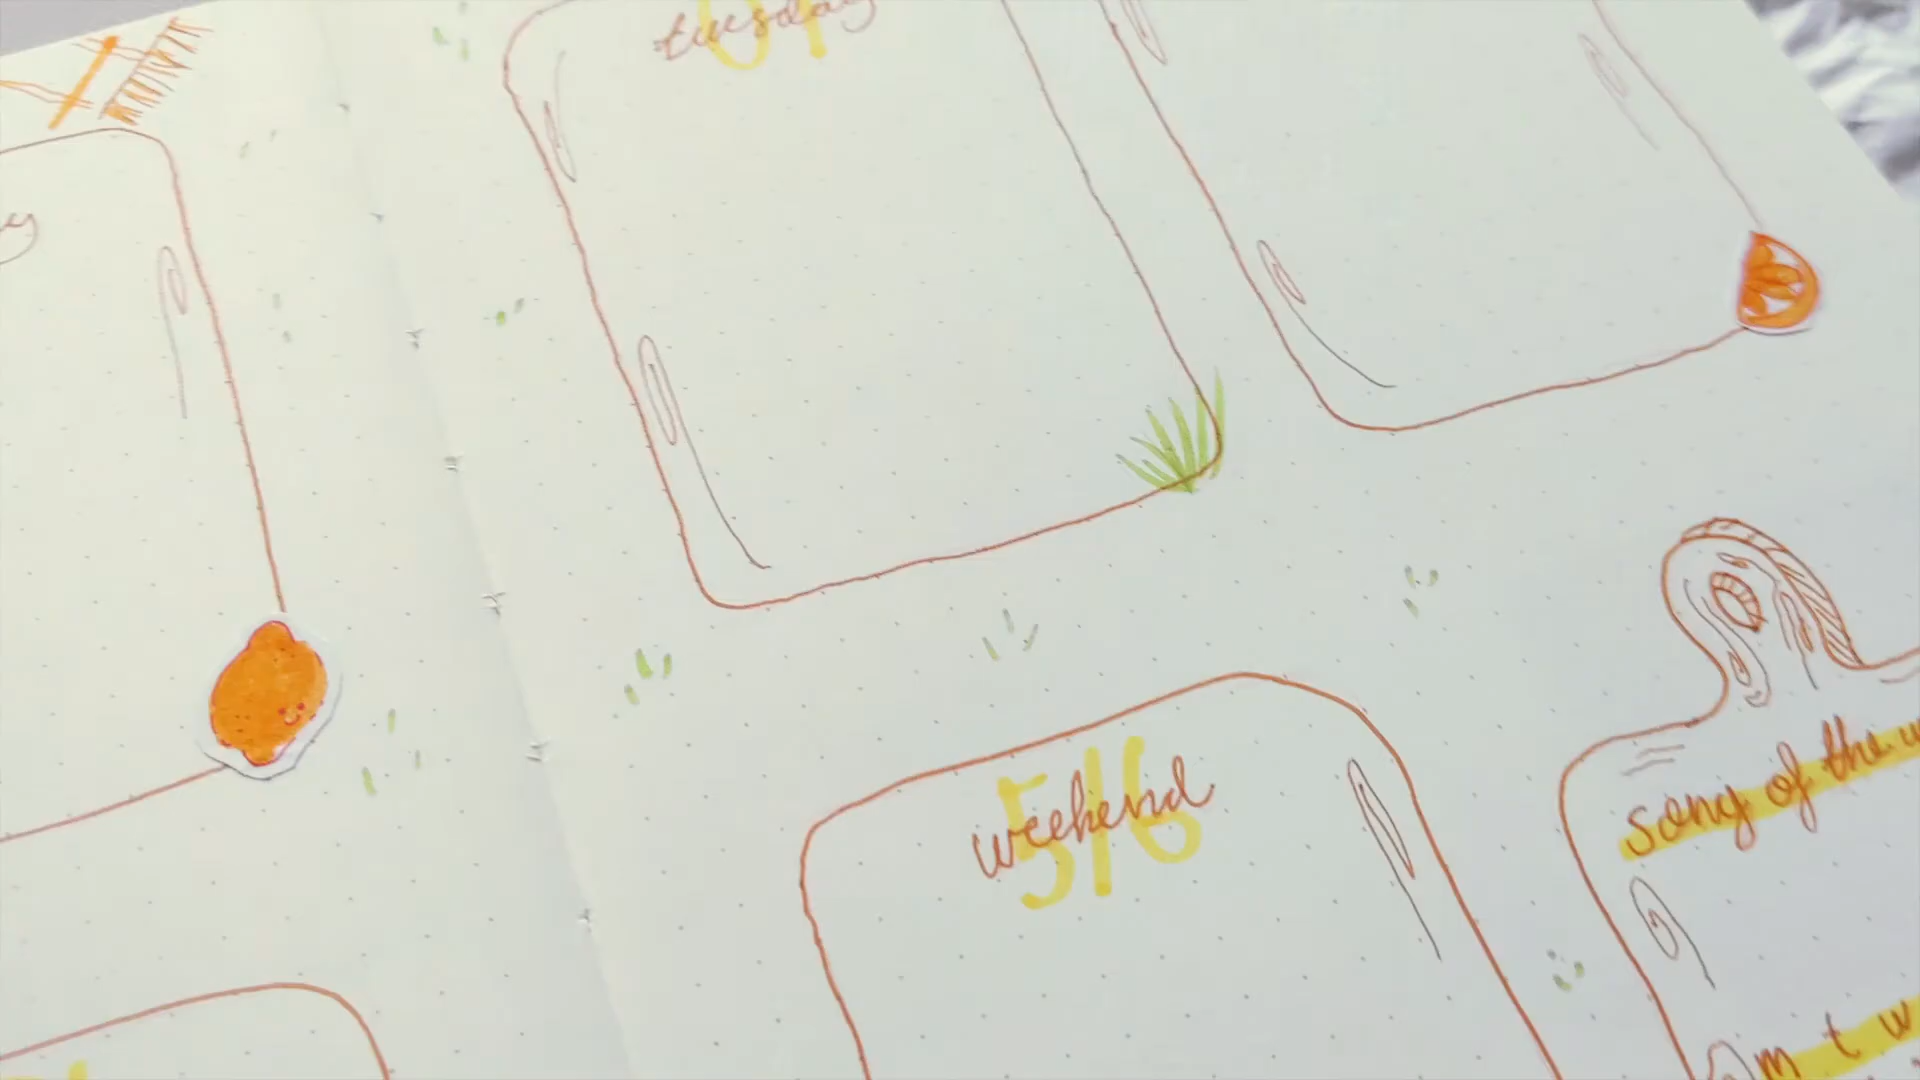 tuesday
weekend
5/6
song of the
m t w